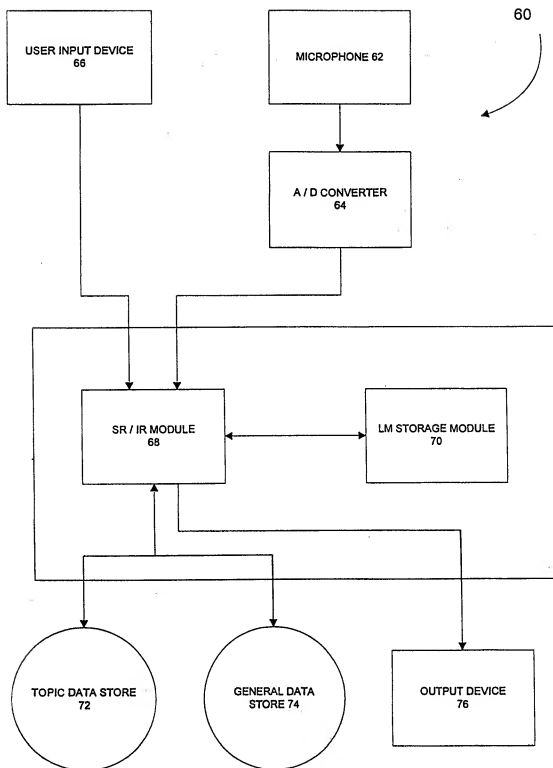 60
USER INPUT DEVICE
66
MICROPHONE 62
A / D CONVERTER
64
SR / IR MODULE
68
LM STORAGE MODULE
70
TOPIC DATA STORE
72
GENERAL DATA
STORE 74
OUTPUT DEVICE
76